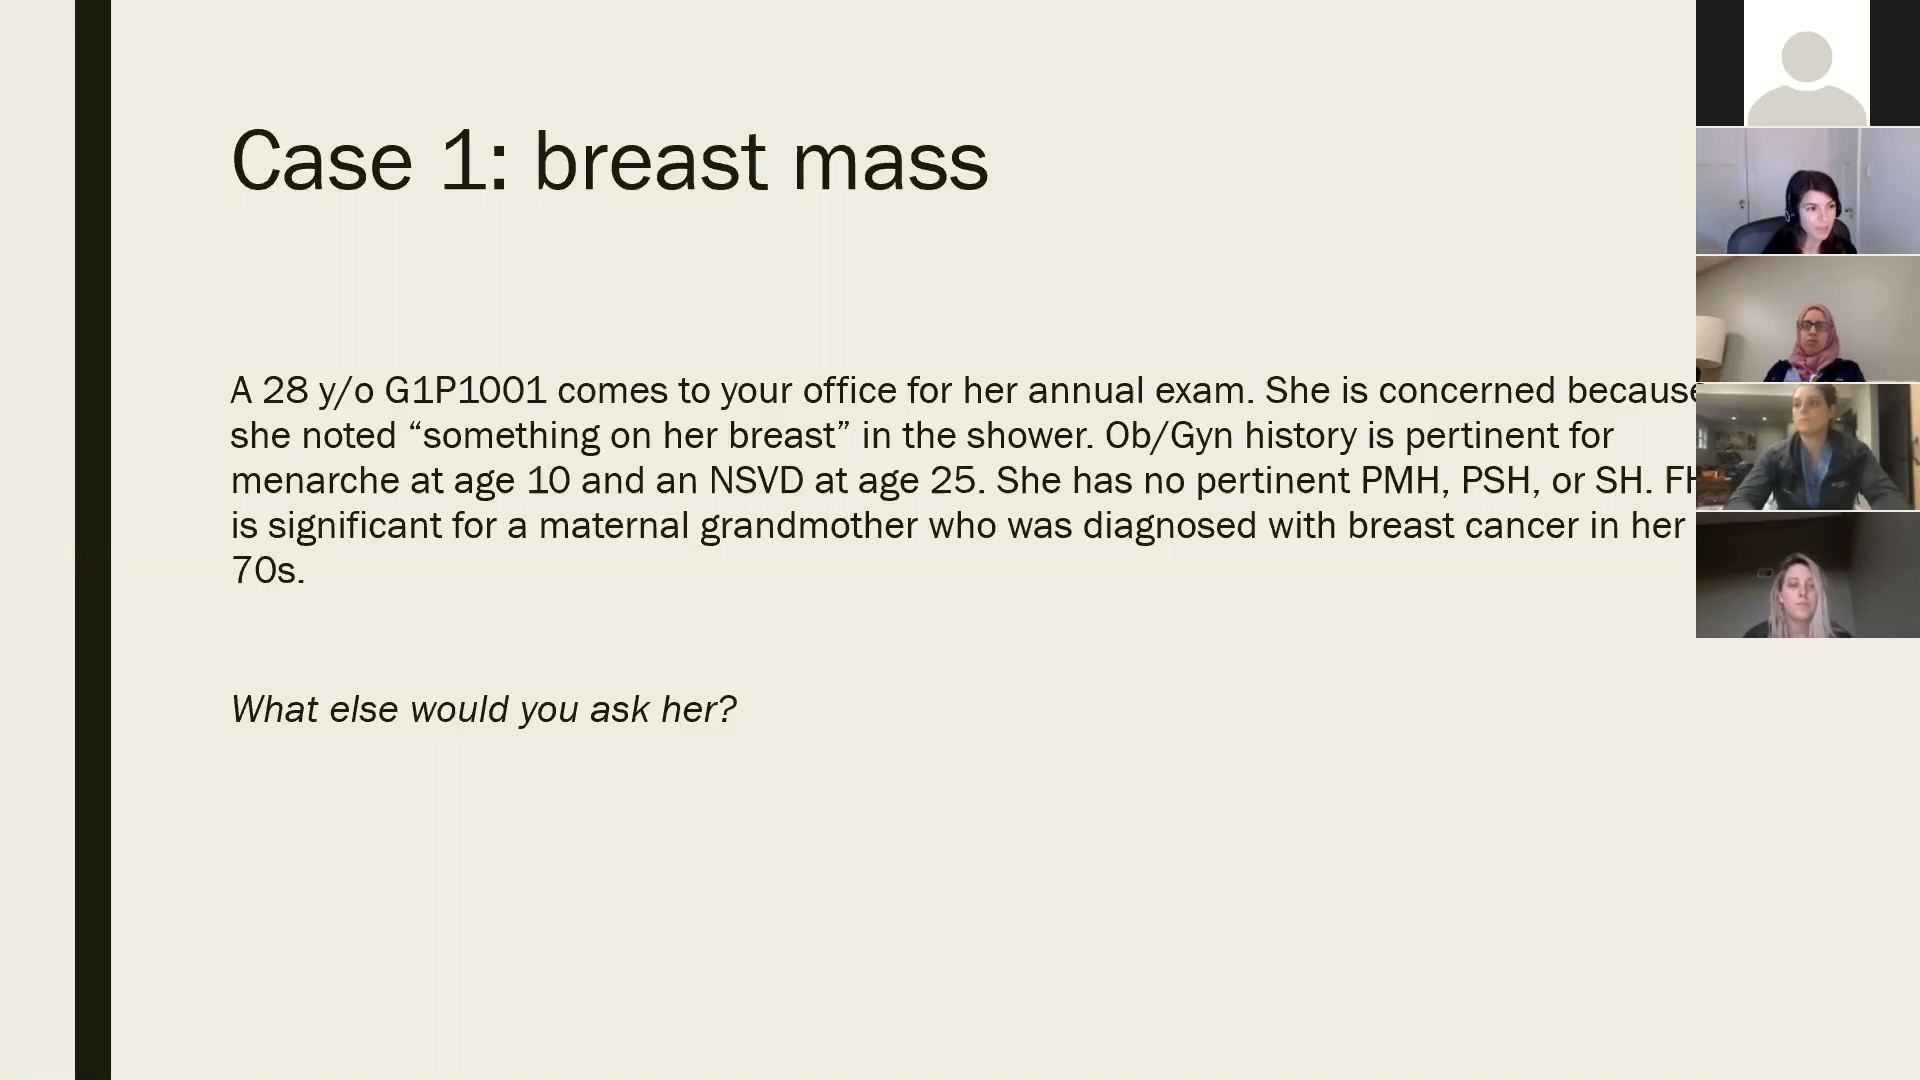 Case 1: breast mass
A 28 y/o G1P1001 comes to your office for her annual exam. She is concerned because
she noted “something on her breast” in the shower. Ob/Gyn history is pertinent for
menarche at age 10 and an NSVD at age 25. She has no pertinent PMH, PSH, or SH. FH
is significant for a maternal grandmother who was diagnosed with breast cancer in her
70s.
What else would you ask her?